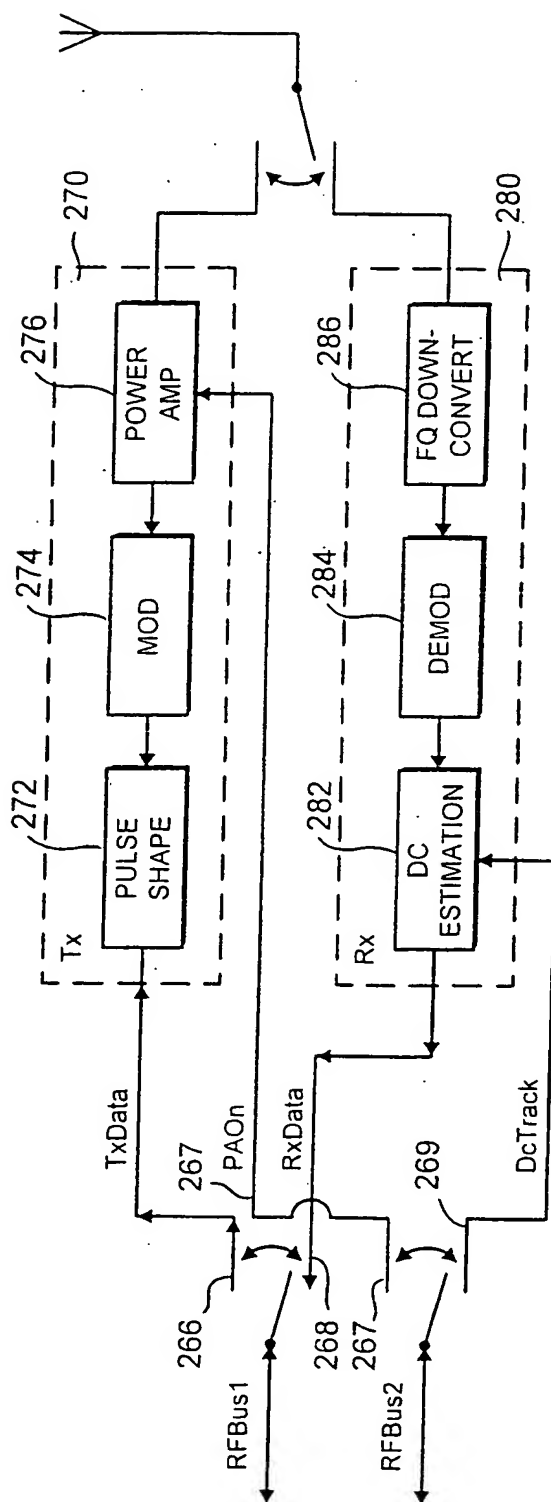 270
276
POWER
AMP
274
MOD
272
PULSE
SHAPE
Tx
280
286
FQ DOWN-
CONVERT
284
DEMOD
282
DC
ESTIMATION
Rx
TxData
267
PAOn
RxData
DcTrack
266
268
267
269
RFBus1
RFBus2